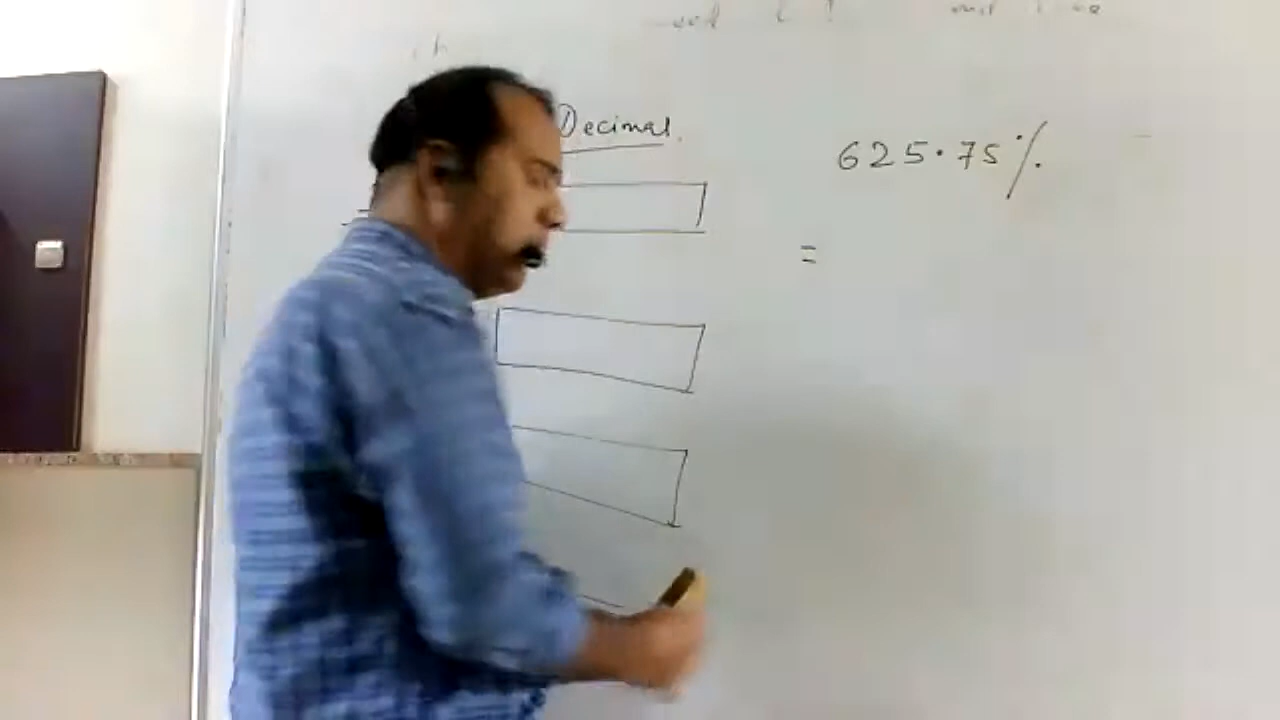 Decimal.
625.75%
=